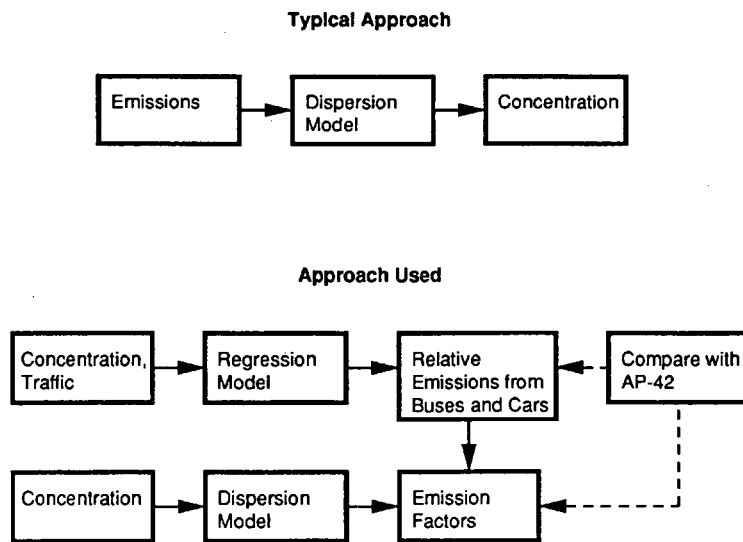 Typical Approach
Emissions
Dispersion
Model
Concentration
Approach Used
Concentration,
Traffic
Regression
Model
Relative
Emissions from
Buses and Cars
Compare with
AP-42
Concentration
Dispersion
Model
Emission
Factors